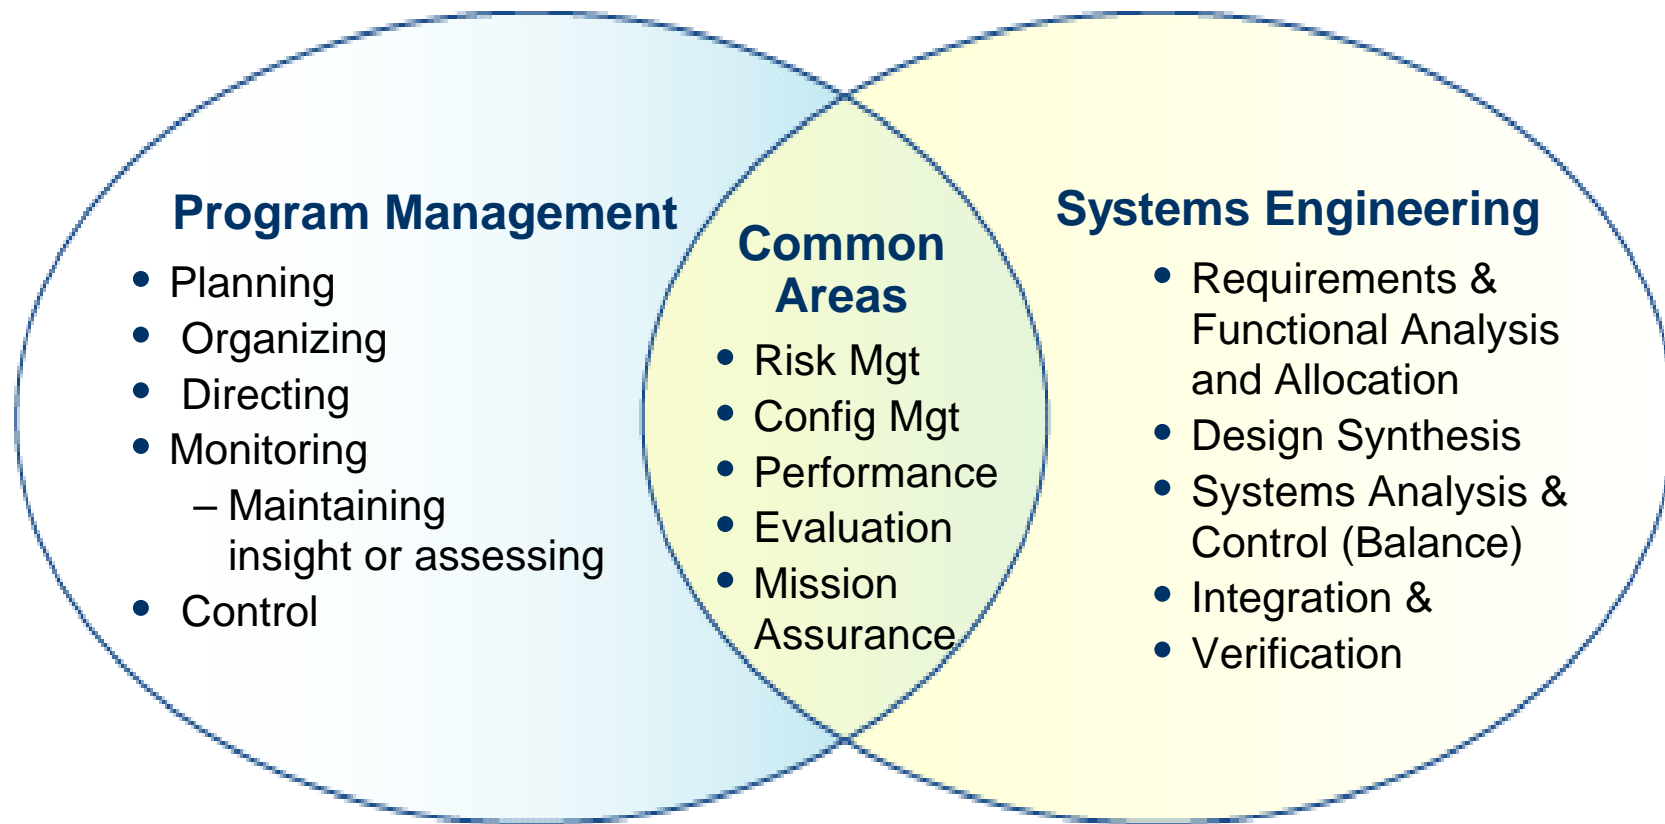 Program Management
• Planning
• Organizing
• Directing
• Monitoring
– Maintaining
insight or assessing
• Control
Common
Areas
• Risk Mgt
• Config Mgt
• Performance
• Evaluation
• Mission
Assurance
Systems Engineering
• Requirements &
Functional Analysis
and Allocation
• Design Synthesis
• Systems Analysis &
Control (Balance)
• Integration &
• Verification